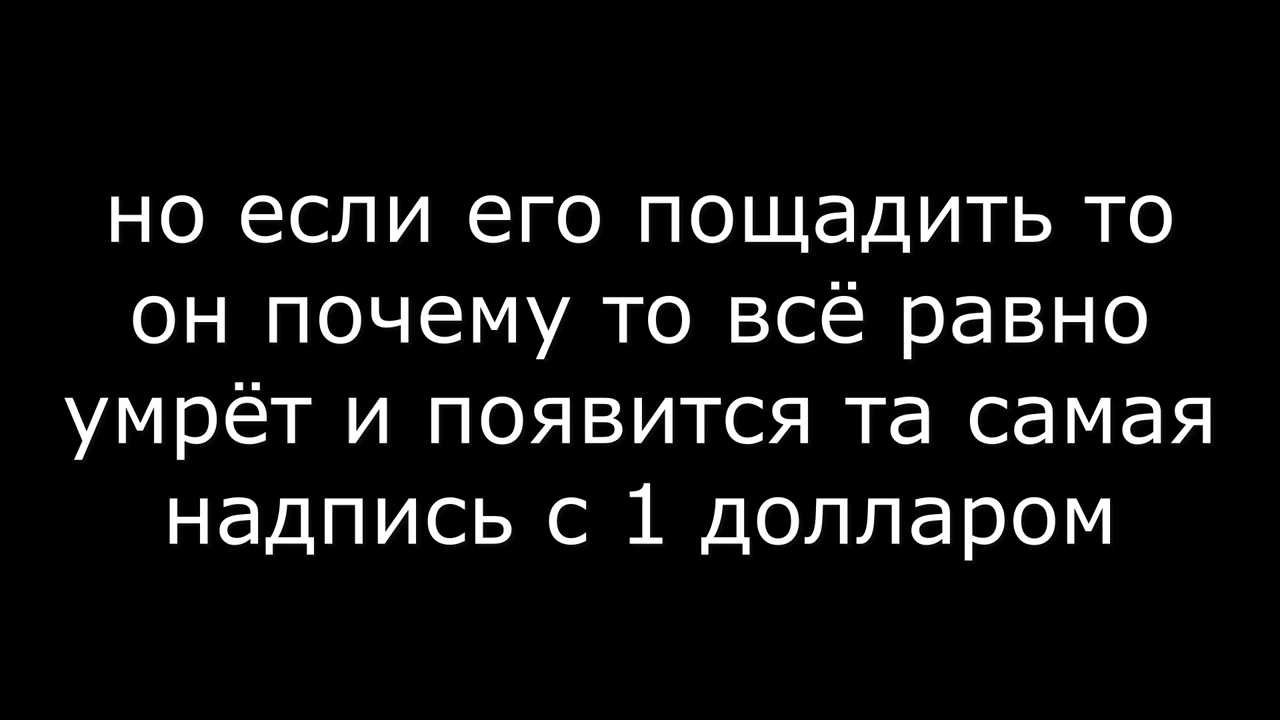 но если его пощадить то
он почему то всё равно
умрёт и появится та самая
надпись с 1 долларом